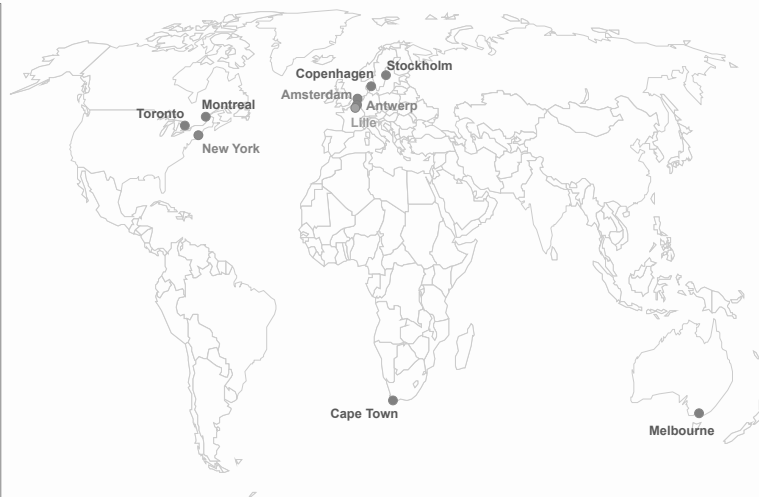 Stockholm
Copenhagen
Amsterdam
Antwerp
Montreal
Toronto
Lille
New York
Cape Town
Melbourne